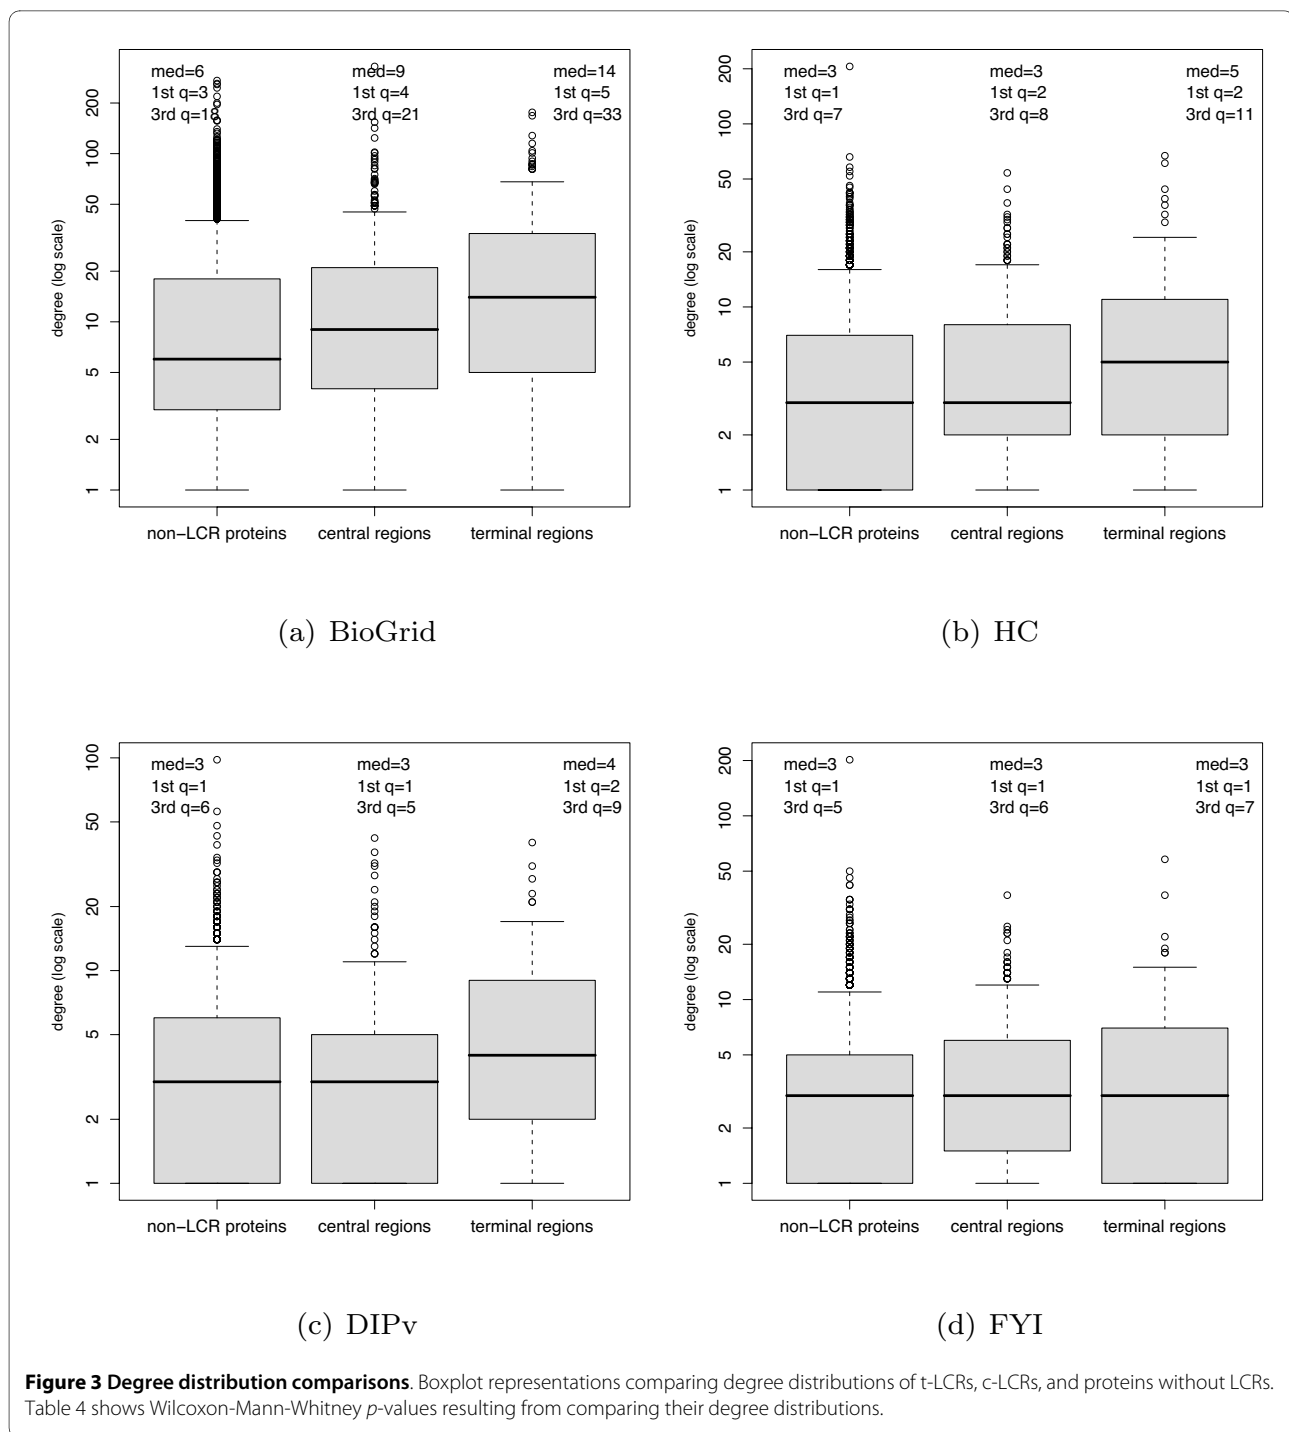 med=6
1st q=3
3rd q=18
med=9
1st q=4
3rd q=21
med=14
1st q=5
3rd q=33
degree (log scale)
200
100
50
20
10
5
2
1
non−LCR proteins
central regions
terminal regions
(a) BioGrid
med=3
1st q=1
3rd q=7
med=3
1st q=2
3rd q=8
med=5
1st q=2
3rd q=11
degree (log scale)
200
100
50
20
10
5
2
1
non−LCR proteins
central regions
terminal regions
(b) HC
med=3
1st q=1
3rd q=6
med=3
1st q=1
3rd q=5
med=4
1st q=2
3rd q=9
degree (log scale)
100
50
20
10
5
2
1
non−LCR proteins
central regions
terminal regions
(c) DIPv
med=3
1st q=1
3rd q=5
med=3
1st q=1
3rd q=6
med=3
1st q=1
3rd q=7
degree (log scale)
200
100
50
20
10
5
2
1
non−LCR proteins
central regions
terminal regions
(d) FYI
Figure 3 Degree distribution comparisons. Boxplot representations comparing degree distributions of t-LCRs, c-LCRs, and proteins without LCRs.
Table 4 shows Wilcoxon-Mann-Whitney p-values resulting from comparing their degree distributions.